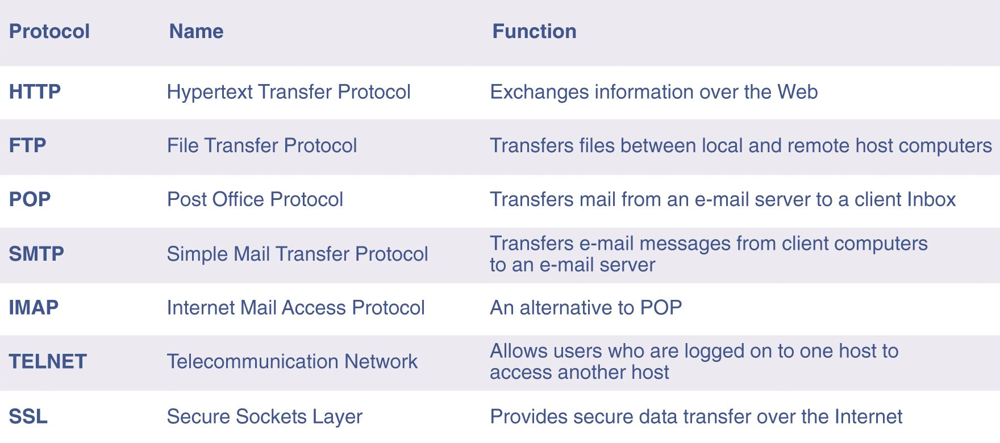 Protocol Name Function
HTTP Hypertext Transfer Protocol Exchanges information over the Web
FTP File Transfer Protocol Transfers files between local and remote host computers
POP Post Office Protocol Transfers mail from an e-mail server to a client Inbox
SMTP Simple Mail Transfer Protocol Transfers e-mail messages from client computers
to an e-mail server
IMAP Internet Mail Access Protocol An alternative to POP
TELNET Telecommunication Network Allows users who are logged on to one host to
access another host
SSL Secure Sockets Layer Provides secure data transfer over the Internet